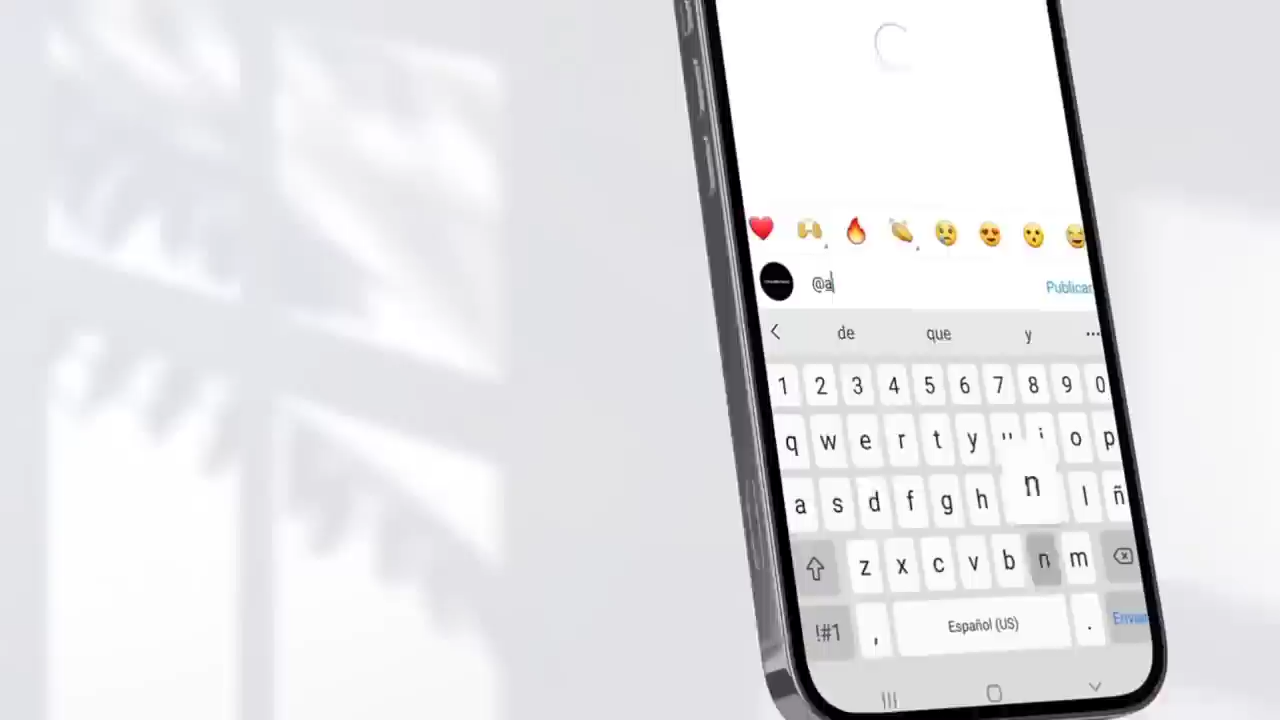 @a
Publicar
de que y
1 2 3 4 5 6 7 8 9 0
q w e r t y i o p
a s d f g h n l ñ
z x c v b n m
!#1 , Español (US) . Enviar